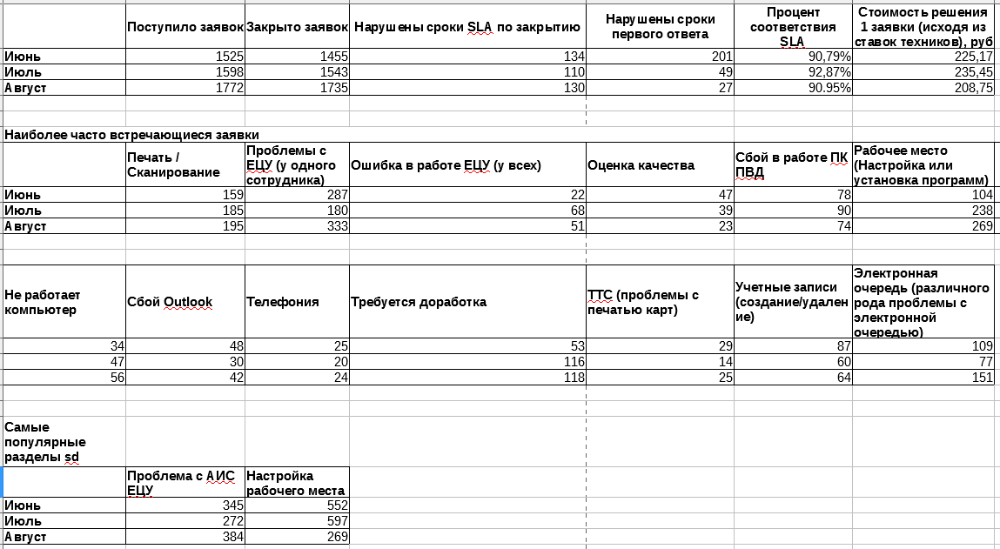 Поступило заявок Закрыто заявок Нарушены сроки SLA по закрытию Нарушены сроки первого ответа Процент соответствия SLA Стоимость решения 1 заявки (исходя из ставок техников), руб
Июнь 1525 1455 134 201 90,79% 225,17
Июль 1598 1543 110 49 92,87% 235,45
Август 1772 1735 130 27 90.95% 208,75
Наиболее часто встречающиеся заявки
Печать / Сканирование Проблемы с ЕЦУ (у одного сотрудника) Ошибка в работе ЕЦУ (у всех) Оценка качества Сбой в работе ПК ПВД Рабочее место (Настройка или установка программ)
Июнь 159 287 22 47 78 104
Июль 185 180 68 39 90 238
Август 195 333 51 23 74 269
Не работает компьютер Сбой Outlook Телефония Требуется доработка ТТС (проблемы с печатью карт) Учетные записи (создание/удаление) Электронная очередь (различного рода проблемы с электронной очередью)
34 48 25 53 29 87 109
47 30 20 116 14 60 77
56 42 24 118 25 64 151
Самые
популярные
разделы sd
Проблема с АИС ЕЦУ Настройка рабочего места
Июнь 345 552
Июль 272 597
Август 384 269